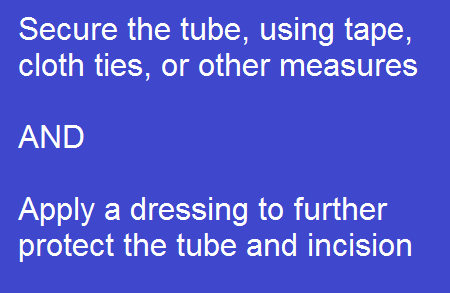 Secure the tube, using tape,
cloth ties, or other measures
AND
Apply a dressing to further
protect the tube and incision